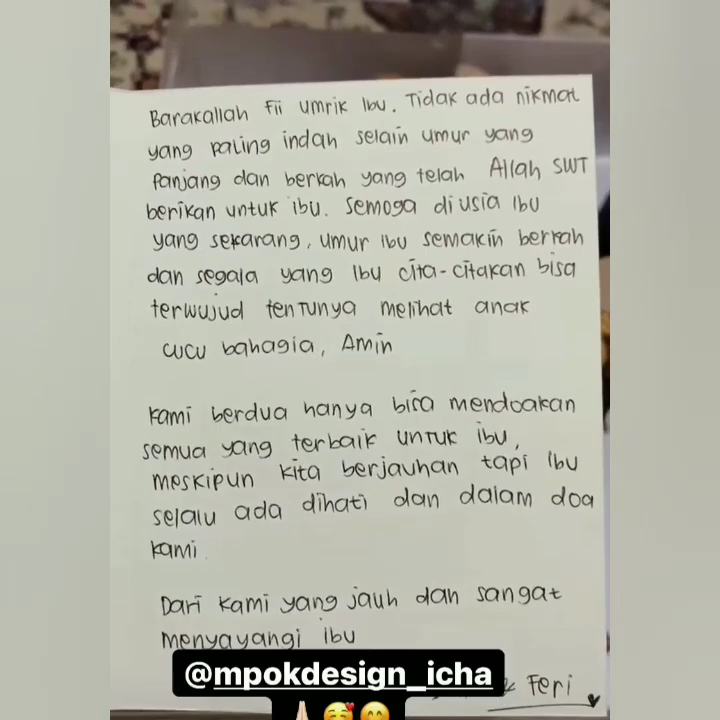 Barakallah Fii umrik Ibu. Tidak ada nikmat
yang paling indah selain umur yang
Panjang dan berkah yang telah Allah SWT
berikan untuk ibu. Semoga di usia Ibu
yang sekarang, umur ibu semakin berkah
dan segala yang Ibu cita-citakan bisa
terwujud tentunya melihat anak
cucu bahagia, Amin
Kami berdua hanya bisa mendoakan
semua yang terbaik untuk ibu,
meskipun kita berjauhan tapi Ibu
selalu ada dihati dan dalam doa
kami.
Dari kami yang jauh dan sangat
menyayangi ibu
@mpokdesign_icha
Feri